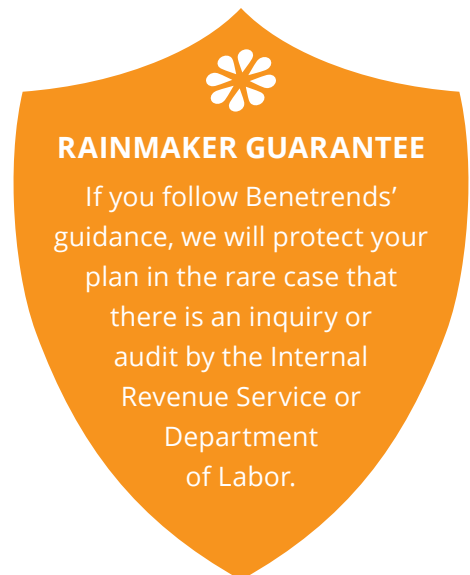 RAINMAKER GUARANTEE
If you follow Benetrends’
guidance, we will protect your
plan in the rare case that
there is an inquiry or
audit by the Internal
Revenue Service or
Department
of Labor.